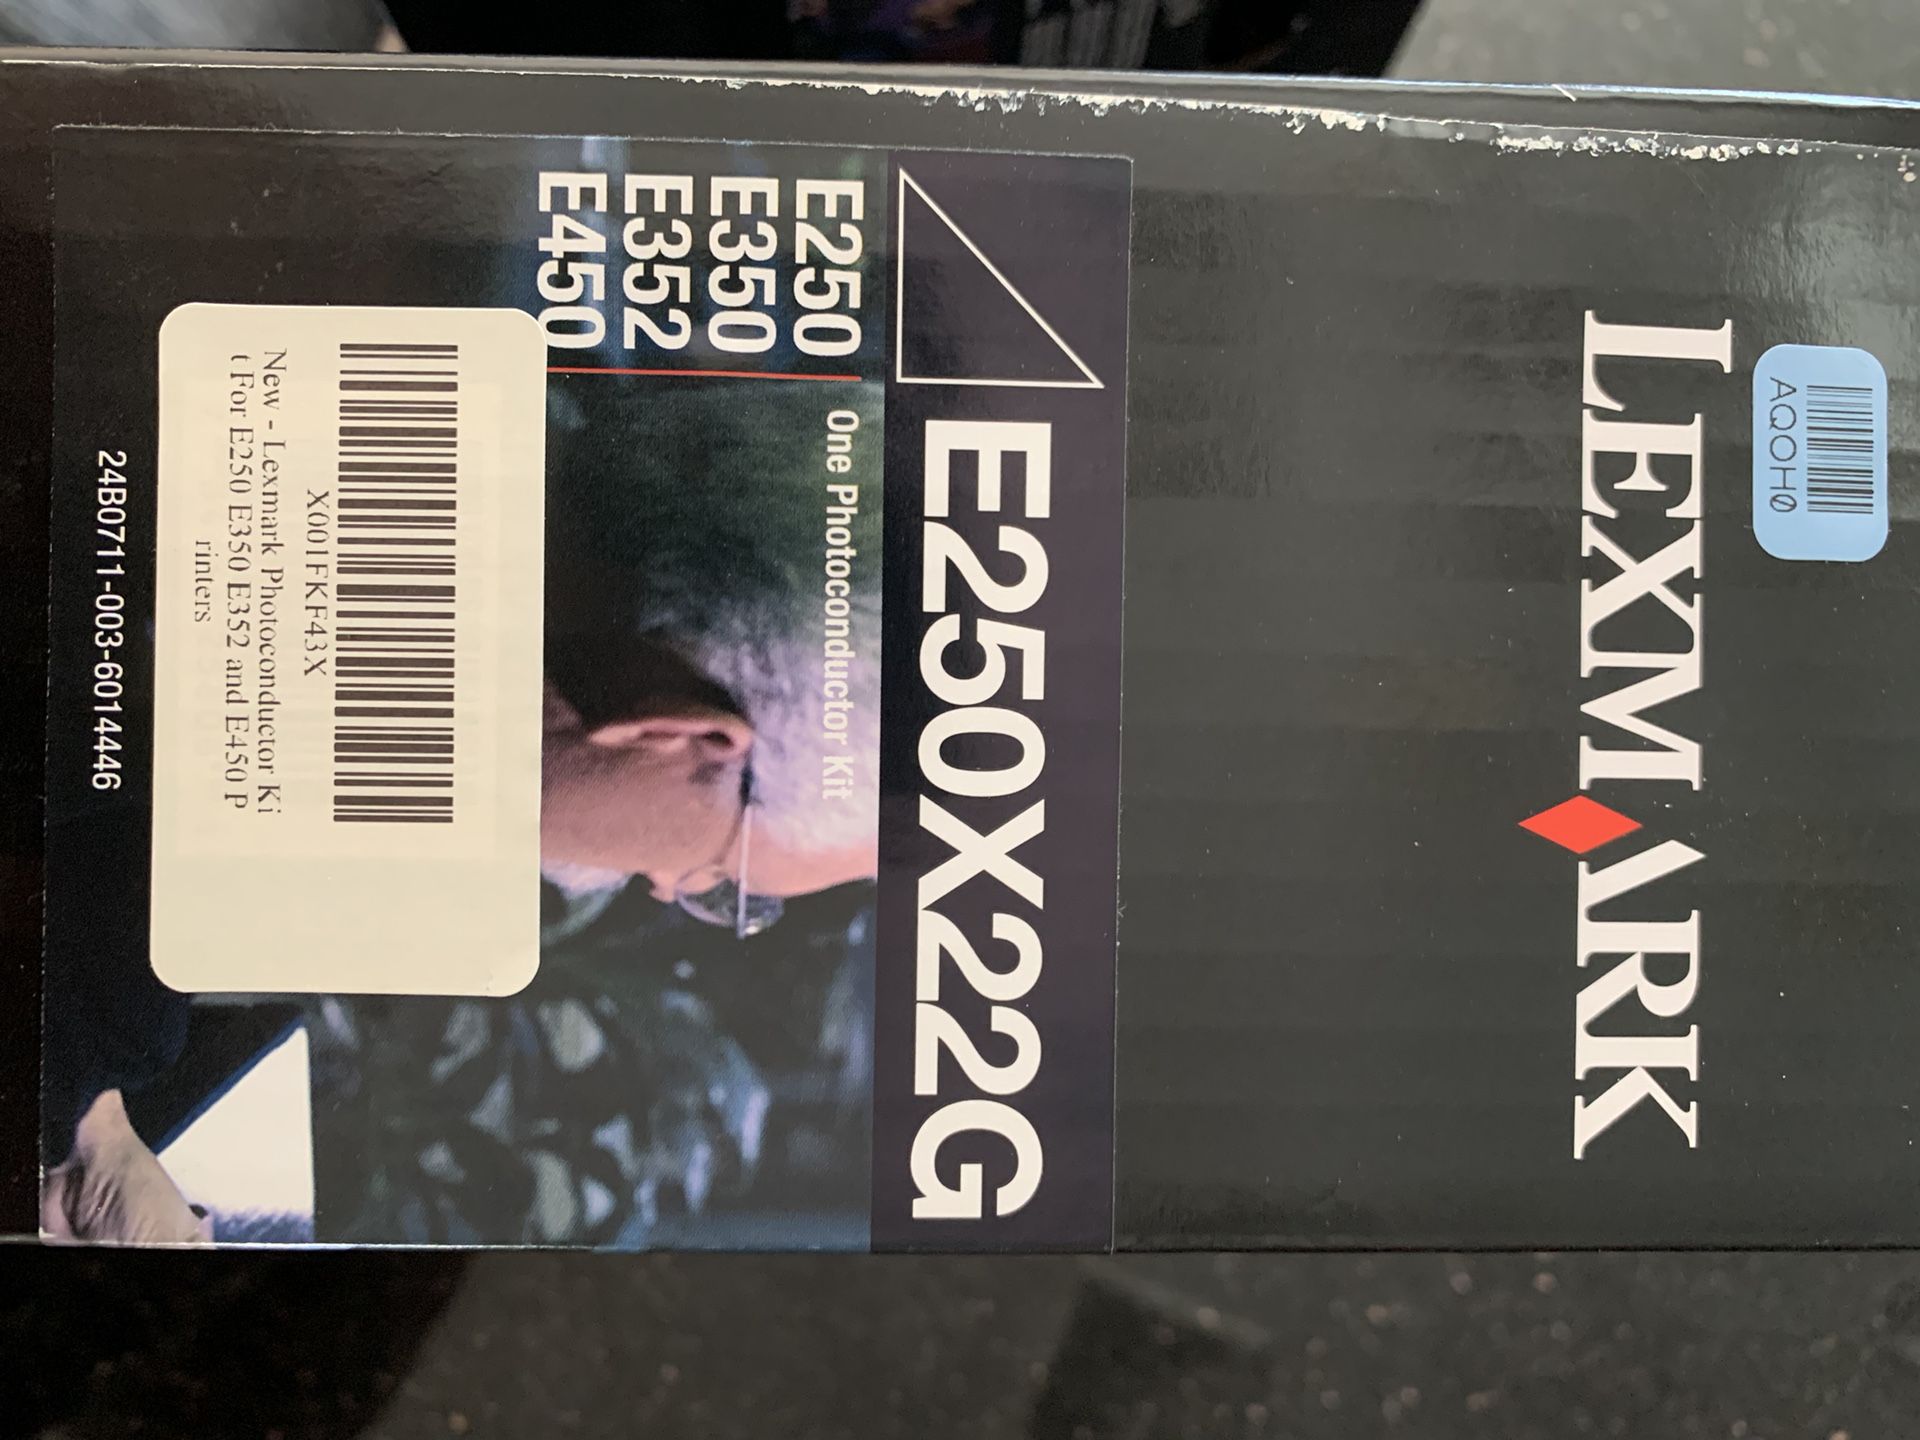 AQOH0
LEXMARK
E250X22G
E250
E350
E352
E450
One Photoconductor Kit
X001FKF43X
New - Lexmark Photoconductor Ki
t For E250 E350 E352 and E450 P
rinters
24B0711-003-6014446